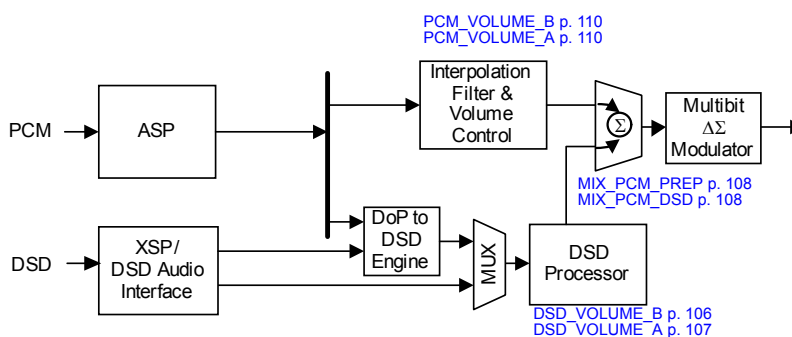 PCM_VOLUME_B p. 110
PCM_VOLUME_A p. 110
Interpolation
Filter &
Volume
Control
PCM
ASP
Σ
Multibit
ΔΣ
Modulator
MIX_PCM_PREP p. 108
MIX_PCM_DSD p. 108
DoP to
DSD
Engine
DSD
XSP/
DSD Audio
Interface
MUX
DSD
Processor
DSD_VOLUME_B p. 106
DSD_VOLUME_A p. 107